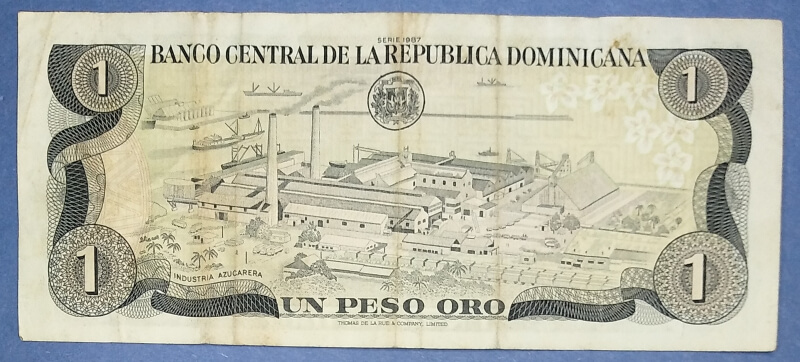 SERIE 1987
BANCO CENTRAL DE LA REPUBLICA DOMINICANA
1
1
1
1
INDUSTRIA AZUCARERA
UN PESO ORO
THOMAS DE LA RUE & COMPANY, LIMITED